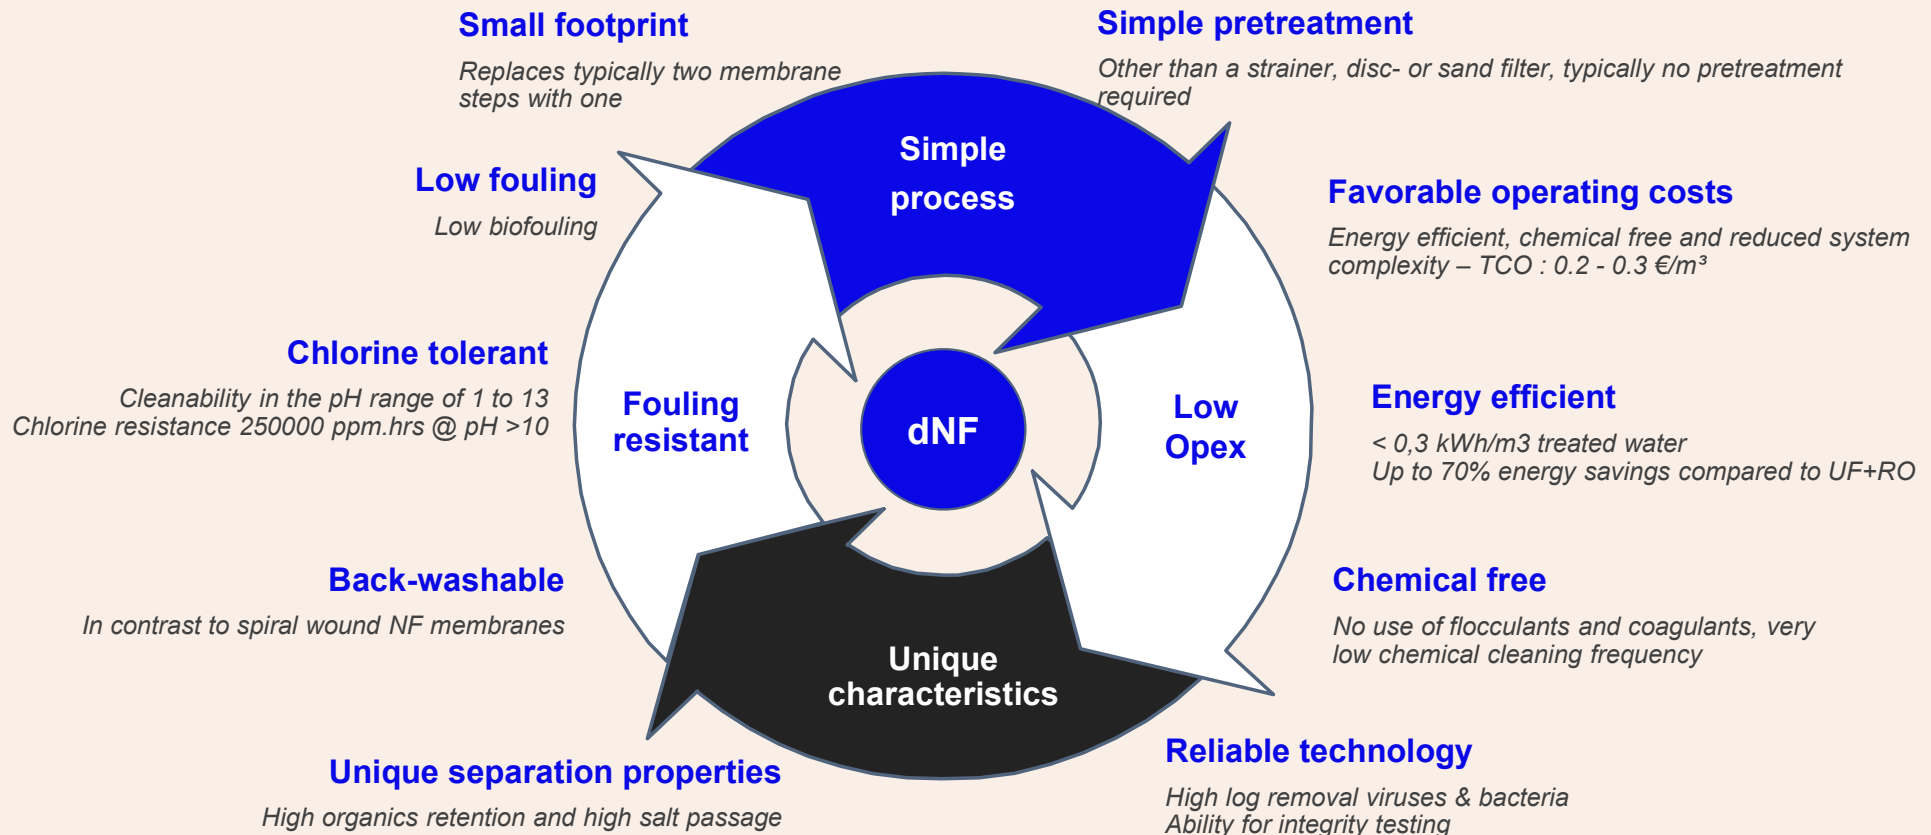 Small footprint
Replaces typically two membrane
steps with one
Simple pretreatment
Other than a strainer, disc- or sand filter, typically no pretreatment
required
Simple
process
Low fouling
Low biofouling
Favorable operating costs
Energy efficient, chemical free and reduced system
complexity – TCO : 0.2 - 0.3 €/m³
Chlorine tolerant
Cleanability in the pH range of 1 to 13
Chlorine resistance 250000 ppm.hrs @ pH >10
Fouling
resistant
dNF
Low
Opex
Energy efficient
< 0,3 kWh/m3 treated water
Up to 70% energy savings compared to UF+RO
Back-washable
In contrast to spiral wound NF membranes
Chemical free
No use of flocculants and coagulants, very
low chemical cleaning frequency
Unique
characteristics
Unique separation properties
High organics retention and high salt passage
Reliable technology
High log removal viruses & bacteria
Ability for integrity testing